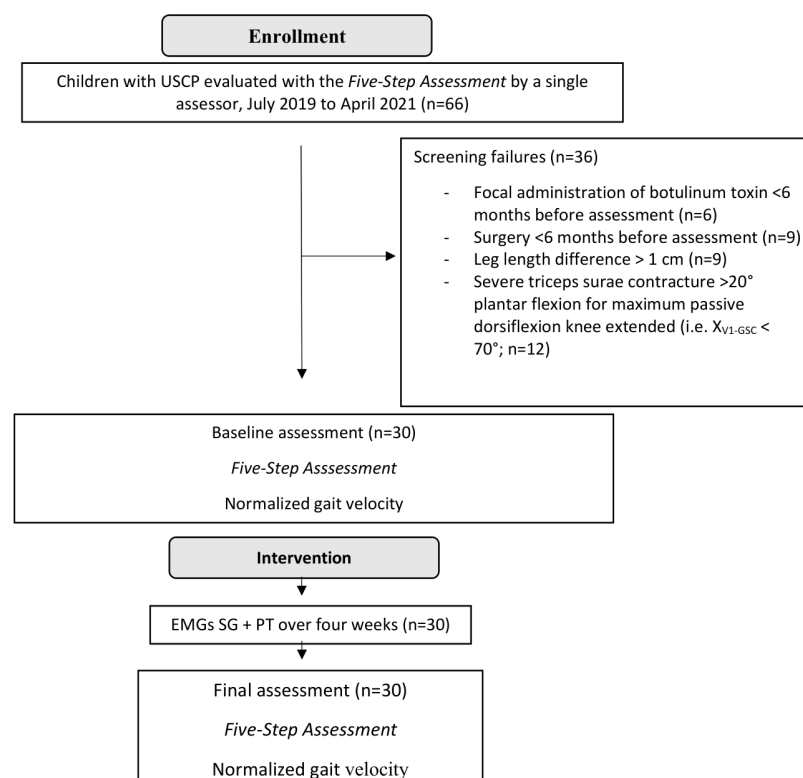 Enrollment
Children with USCP evaluated with the Five-Step Assessment by a single
assessor, July 2019 to April 2021 (n=66)
Screening failures (n=36)
- Focal administration of botulinum toxin <6
months before assessment (n=6)
- Surgery <6 months before assessment (n=9)
- Leg length difference > 1 cm (n=9)
- Severe triceps surae contracture >20°
plantar flexion for maximum passive
dorsiflexion knee extended (i.e. XV1-GSC <
70°; n=12)
Baseline assessment (n=30)
Five-Step Asssessment
Normalized gait velocity
Intervention
EMGs SG + PT over four weeks (n=30)
Final assessment (n=30)
Five-Step Assessment
Normalized gait velocity